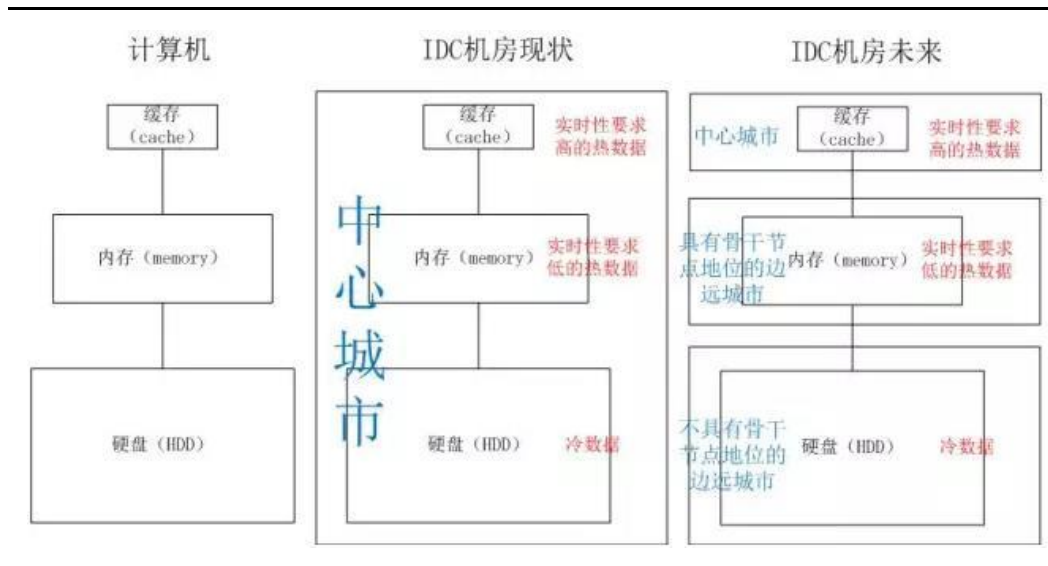 计算机
缓存
（cache）
内存（memory）
硬盘（HDD）
IDC机房现状
缓存
（cache）
实时性要求
高的热数据
中
心
城
市
内存（memory）
实时性要求
低的热数据
硬盘（HDD）
冷数据
IDC机房未来
中心城市
缓存
（cache）
实时性要求
高的热数据
具有骨干节
点地位的边
远城市
内存（memory）
实时性要求
低的热数据
不具有骨干
节点地位的
边远城市
硬盘（HDD）
冷数据